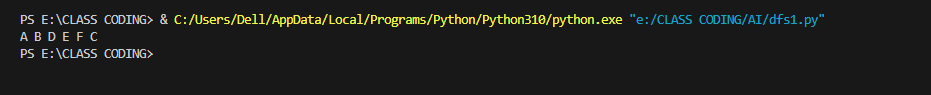 PS E:\CLASS CODING> & C:/Users/Dell/AppData/Local/Programs/Python/Python310/python.exe "e:/CLASS CODING/AI/dfs1.py"
A B D E F C
PS E:\CLASS CODING>